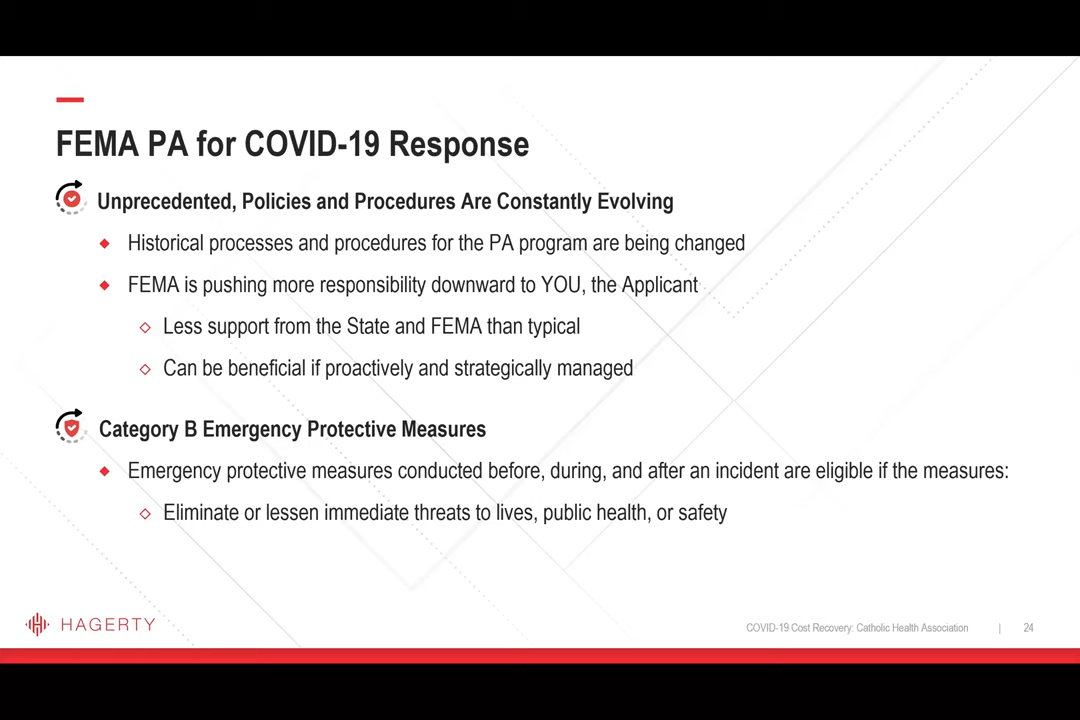 FEMA PA for COVID-19 Response
Unprecedented, Policies and Procedures Are Constantly Evolving
Historical processes and procedures for the PA program are being changed
FEMA is pushing more responsibility downward to YOU, the Applicant
Less support from the State and FEMA than typical
Can be beneficial if proactively and strategically managed
Category B Emergency Protective Measures
Emergency protective measures conducted before, during, and after an incident are eligible if the measures:
Eliminate or lessen immediate threats to lives, public health, or safety
HAGERTY
COVID-19 Cost Recovery: Catholic Health Association | 24